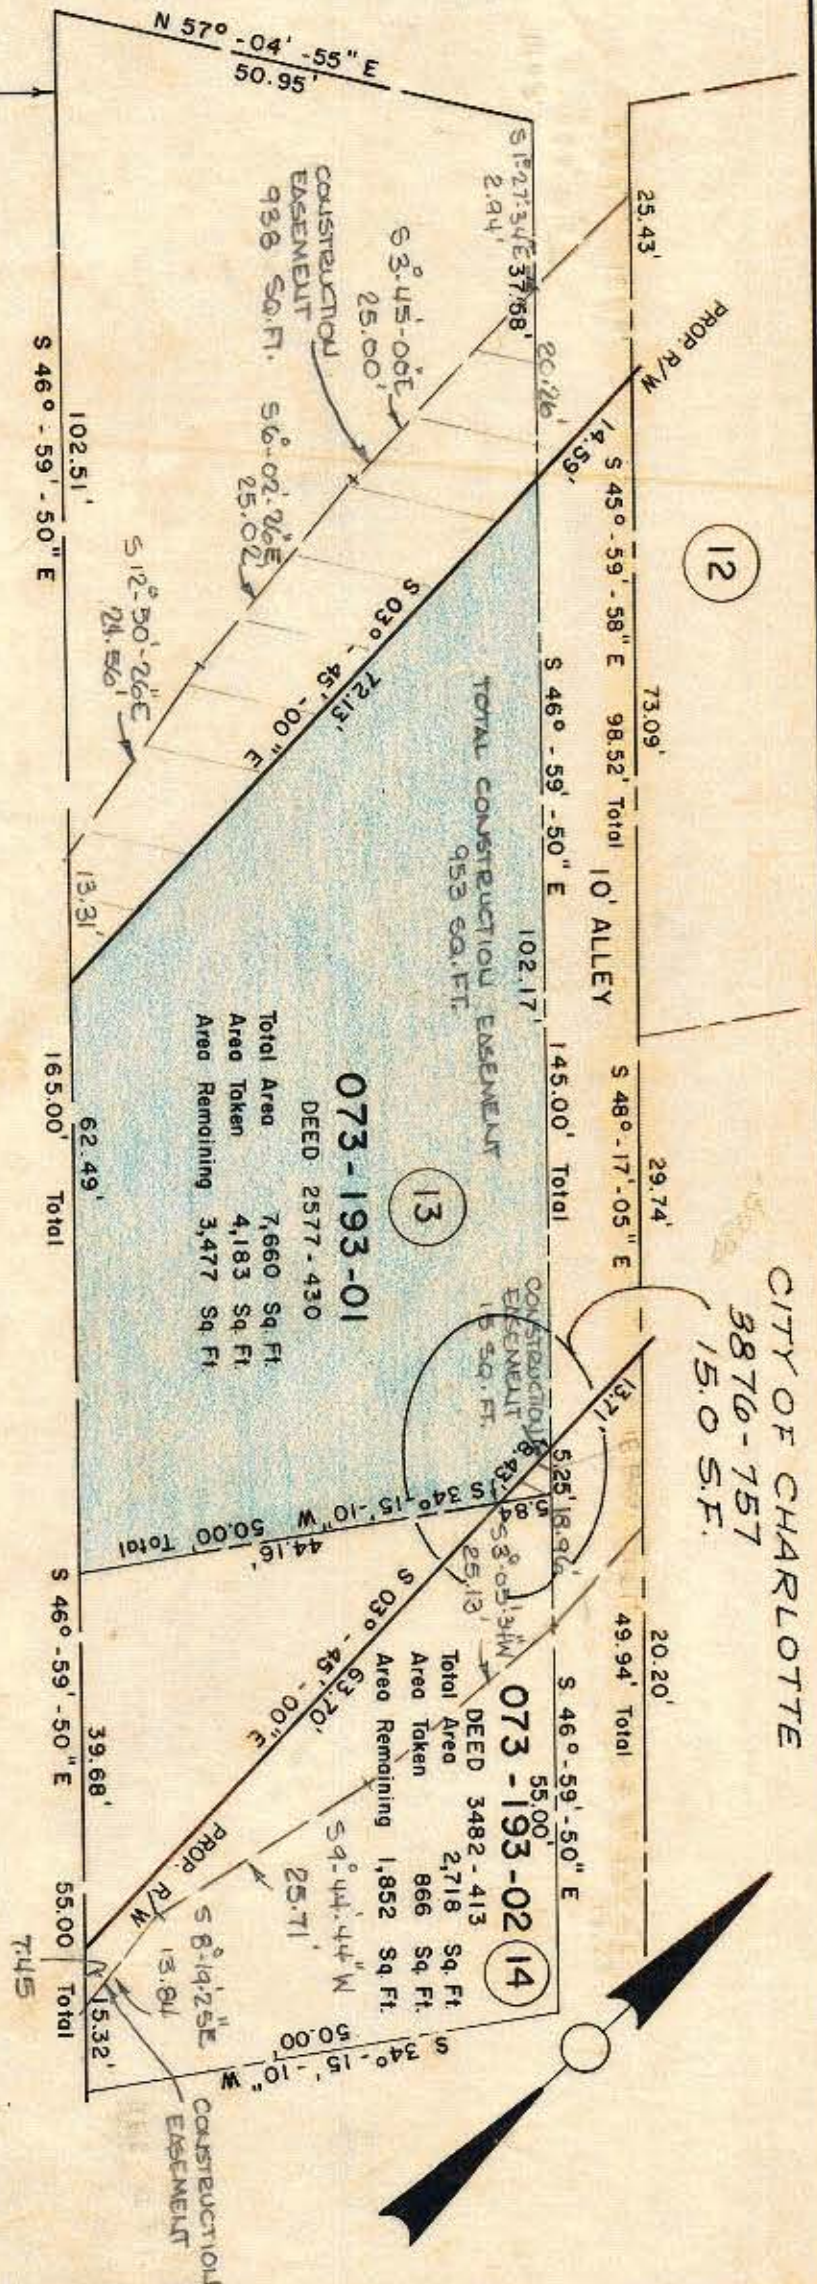 N 57° -04' -55" E
50.95'
S 1°-27'-34"E
2.94'
37.68'
25.43'
PROP. R/W
CONSTRUCTION
EASEMENT
938 SQ.FT.
S 3°-45'-00"E
25.00'
20.26'
14.59'
S 45° -59' -58" E 98.52' Total
73.09'
12
S 6°-02'-26"E
25.02'
S 46° -59' -50" E
102.51'
S 12°-50'-26"E
24.56'
S 03° -45' -00" E
72.13'
S 46° -59' -50" E
102.17'
145.00' Total
10' ALLEY
TOTAL CONSTRUCTION EASEMENT
953 SQ. FT.
13.31'
13
073-193-01
DEED 2577-430
Total Area 7,660 Sq. Ft.
Area Taken 4,183 Sq. Ft.
Area Remaining 3,477 Sq. Ft.
62.49'
165.00' Total
S 48° -17' -05" E
29.74'
CITY OF CHARLOTTE
3876-757
15.0 S.F.
CONSTRUCTION
EASEMENT
15 SQ. FT.
13.71'
8.43'
5.25'
18.96'
5.84'
S 34° -15' -10" W
50.00' Total
44.16'
S 3°-05'-31"W
25.13'
20.20'
49.94' Total
S 03° -45' -00" E
63.70'
S 46° -59' -50" E
55.00'
073-193-02
14
DEED 3482-413
Total Area 2,718 Sq. Ft.
Area Taken 866 Sq. Ft.
Area Remaining 1,852 Sq. Ft.
S 9°-44'-44" W
25.71'
PROP. R/W
S 46° -59' -50" E
39.68'
55.00 Total
S 8°-19'-25"E
13.84
15.32'
7.45
S 34° -15' -10" W
50.00'
CONSTRUCTION
EASEMENT